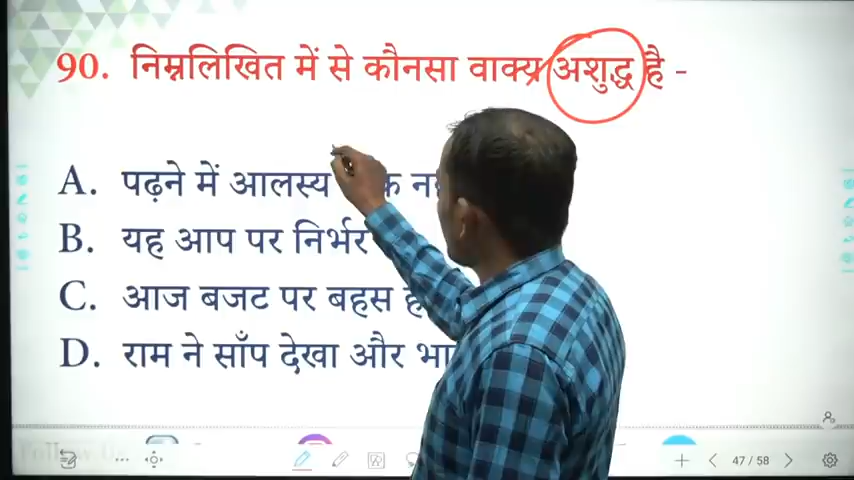 90. निम्नलिखित में से कौनसा वाक्य अशुद्ध है -
A. पढ़ने में आलस्य
B. यह आप पर निर्भर
C. आज बजट पर बहस
D. राम ने साँप देखा और
47 / 58